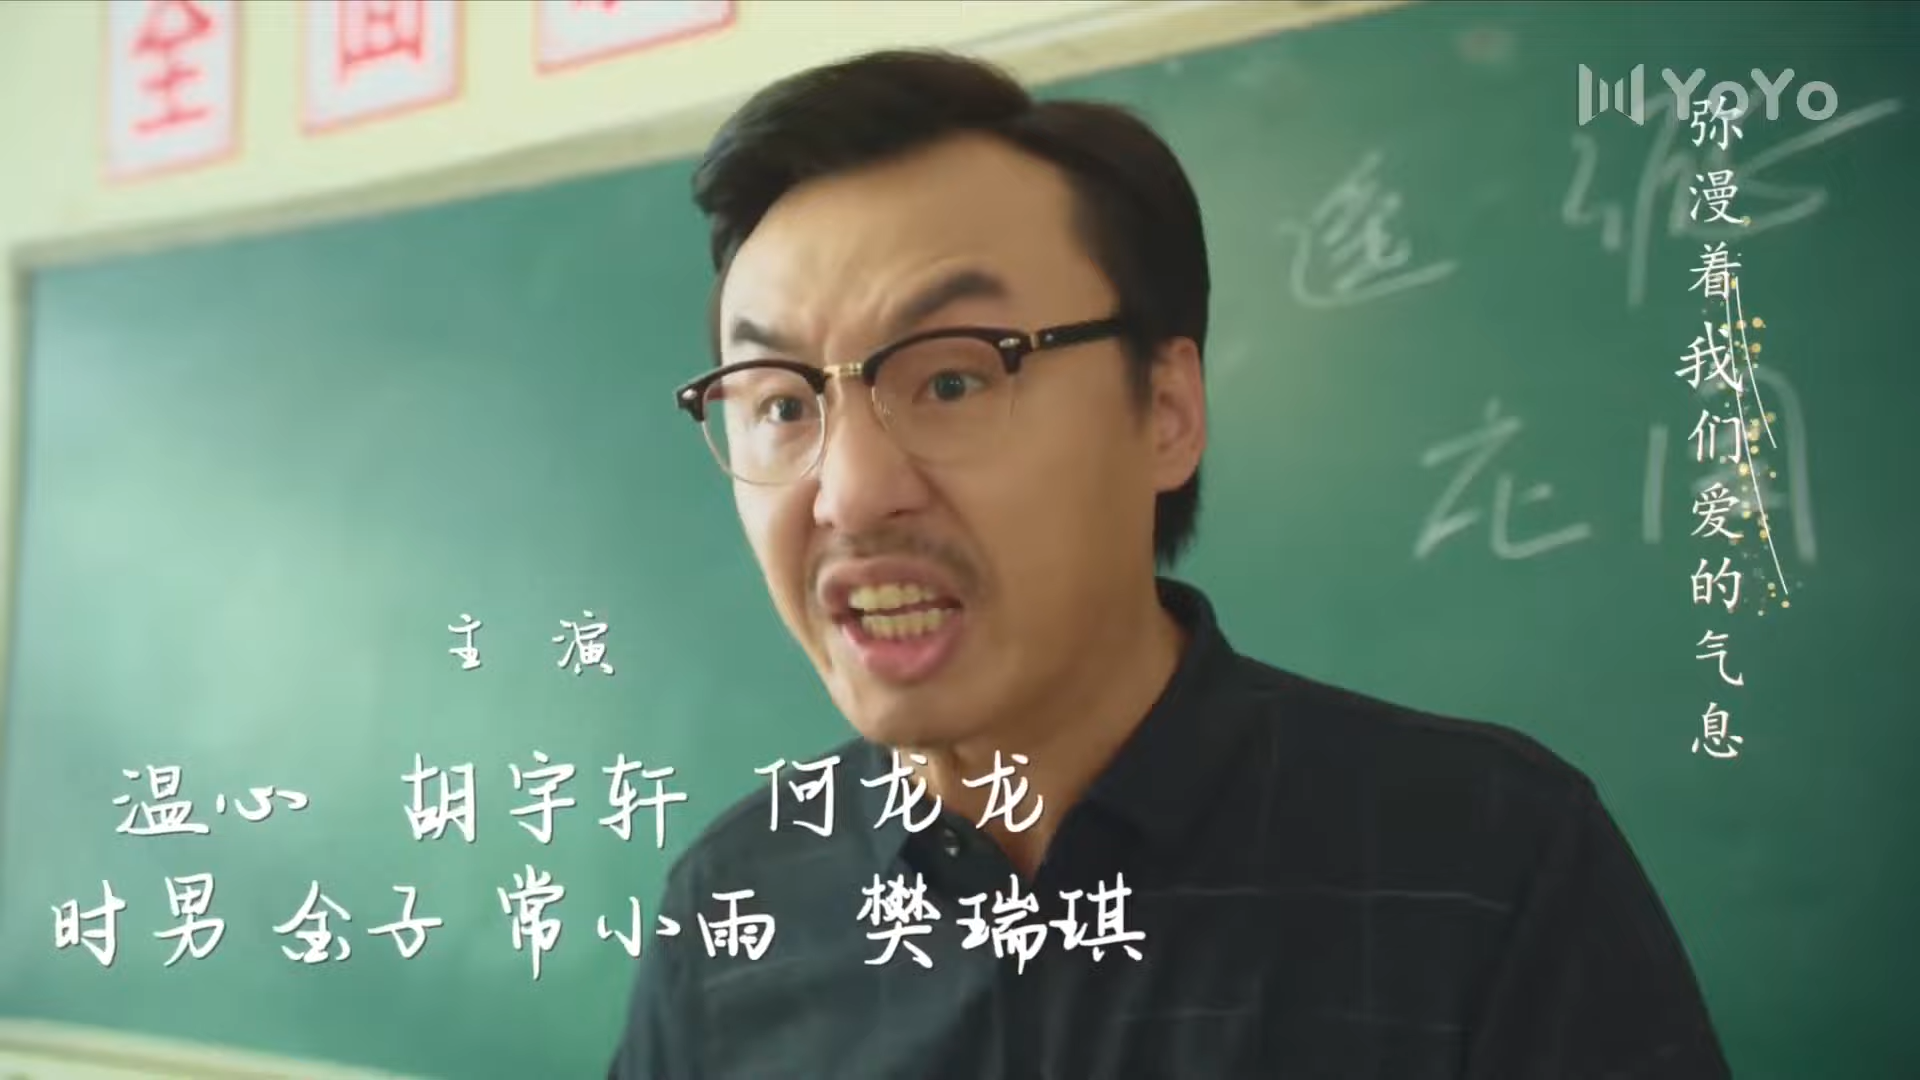 全面
YoYo
弥漫着我们爱的气息
主演
温心 胡宇轩 何龙龙
时男 金子 常小雨 樊瑞琪